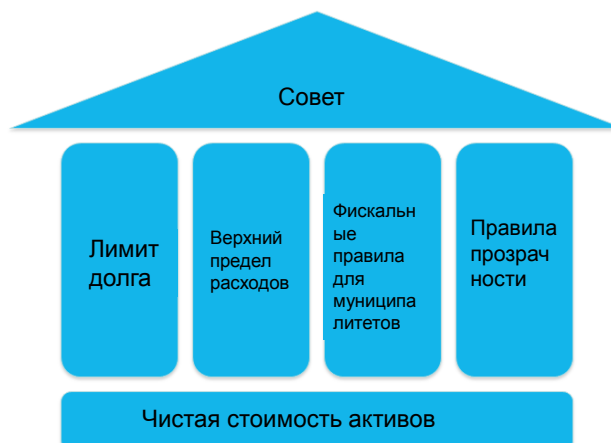 Совет
Лимит
долга
Верхний
предел
расходов
Фискальн
ые
правила
для
муниципа
литетов
Правила
прозрач
ности
Чистая стоимость активов